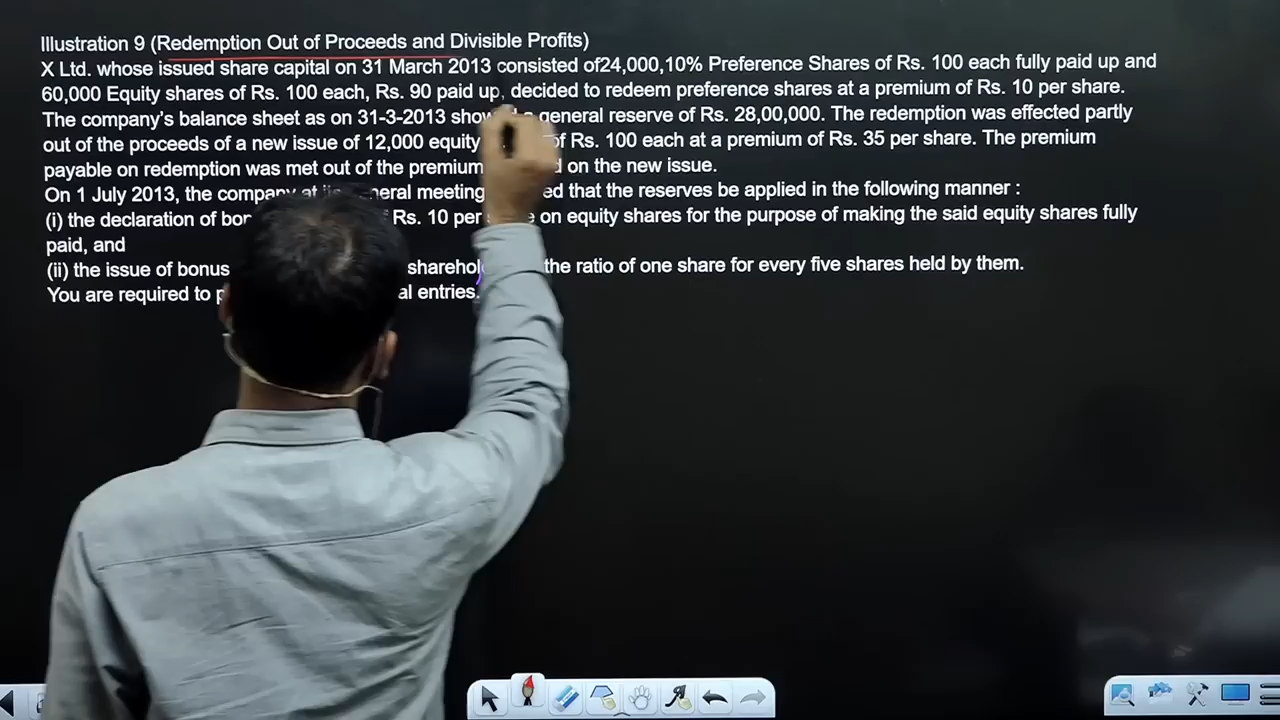 Illustration 9 (Redemption Out of Proceeds and Divisible Profits)
X Ltd. whose issued share capital on 31 March 2013 consisted of24,000,10% Preference Shares of Rs. 100 each fully paid up and
60,000 Equity shares of Rs. 100 each, Rs. 90 paid up, decided to redeem preference shares at a premium of Rs. 10 per share.
The company's balance sheet as on 31-3-2013 general reserve of Rs. 28,00,000. The redemption was effected partly
out of the proceeds of a new issue of 12,000 equity of Rs. 100 each at a premium of Rs. 35 per share. The premium
payable on redemption was met out of the premium on the new issue.
On 1 July 2013, the company at meeting that the reserves be applied in the following manner :
(i) the declaration of Rs. 10 per on equity shares for the purpose of making the said equity shares fully
paid, and
(ii) the issue of bonus the ratio of one share for every five shares held by them.
You are required to entries.